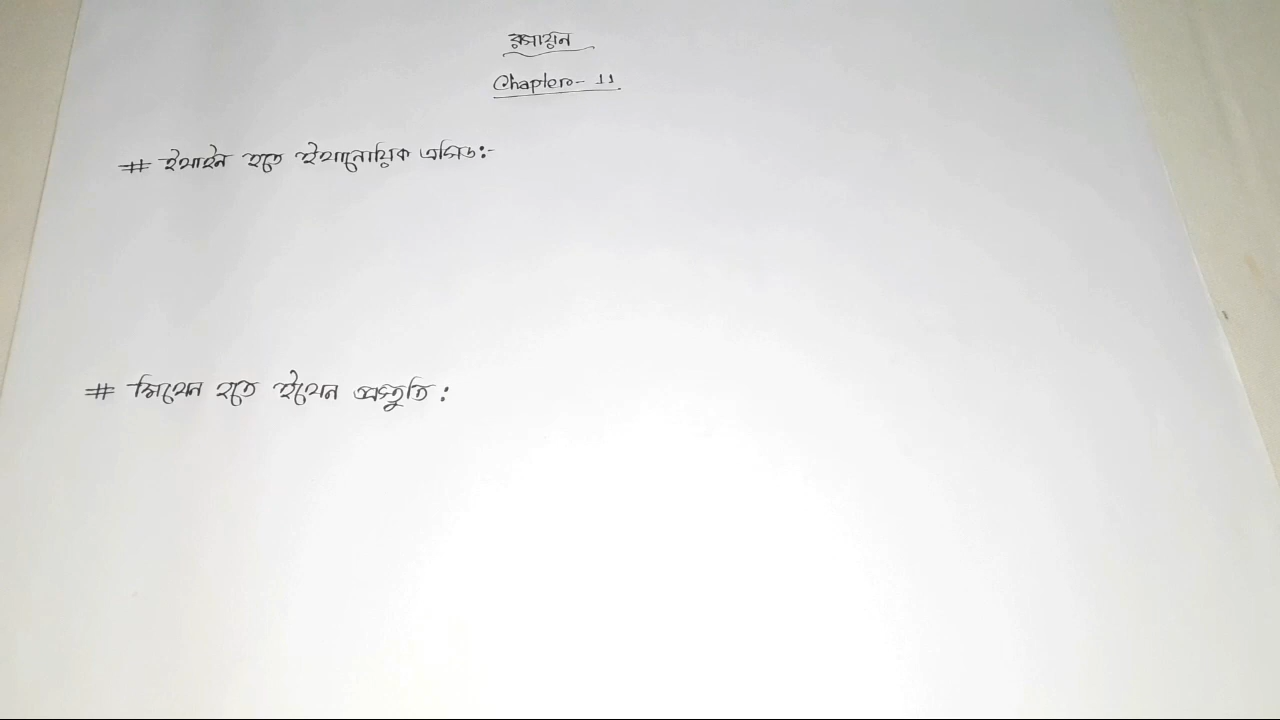 রসায়ন
Chapter- 11
# ইথাইন হতে ইথানোয়িক এসিড:-
# মিথেন হতে ইথেন প্রস্তুতি :